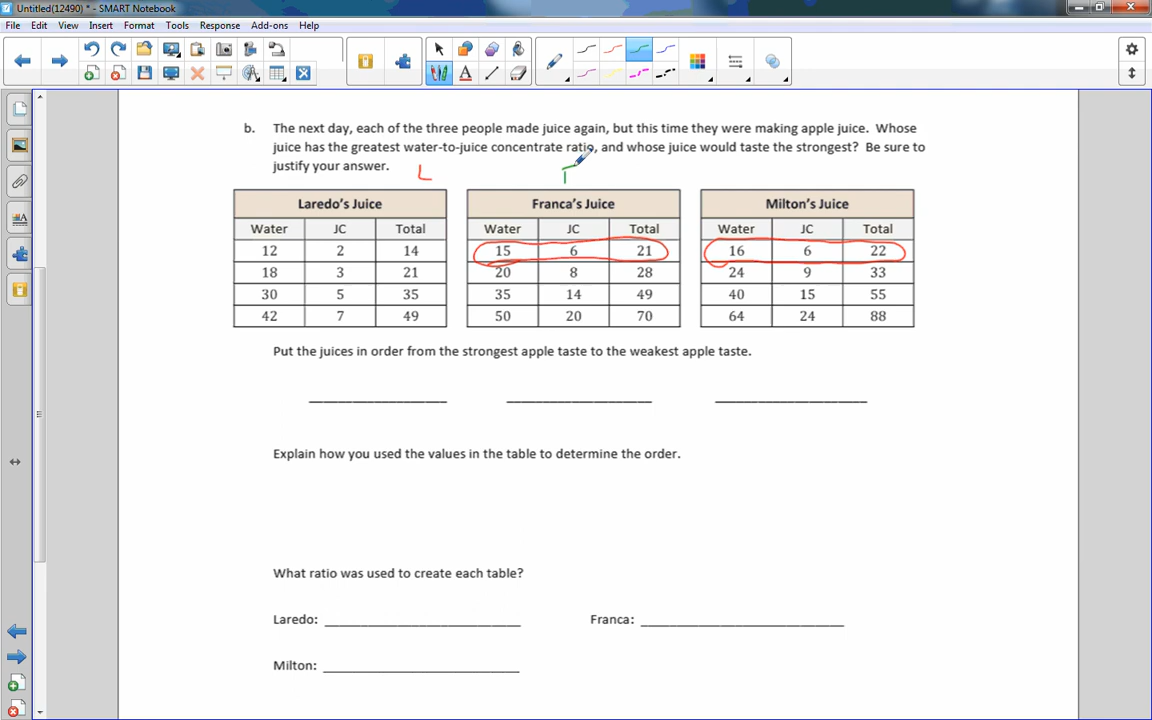 Untitled(12490) * - SMART Notebook
File Edit View Insert Format Tools Response Add-ons Help
b. The next day, each of the three people made juice again, but this time they were making apple juice. Whose
juice has the greatest water-to-juice concentrate ratio, and whose juice would taste the strongest? Be sure to
justify your answer.
L
Laredo's Juice Franca's Juice Milton's Juice
Water JC Total Water JC Total Water JC Total
12 2 14 15 6 21 16 6 22
18 3 21 20 8 28 24 9 33
30 5 35 35 14 49 40 15 55
42 7 49 50 20 70 64 24 88
Put the juices in order from the strongest apple taste to the weakest apple taste.
Explain how you used the values in the table to determine the order.
What ratio was used to create each table?
Laredo: Franca:
Milton: